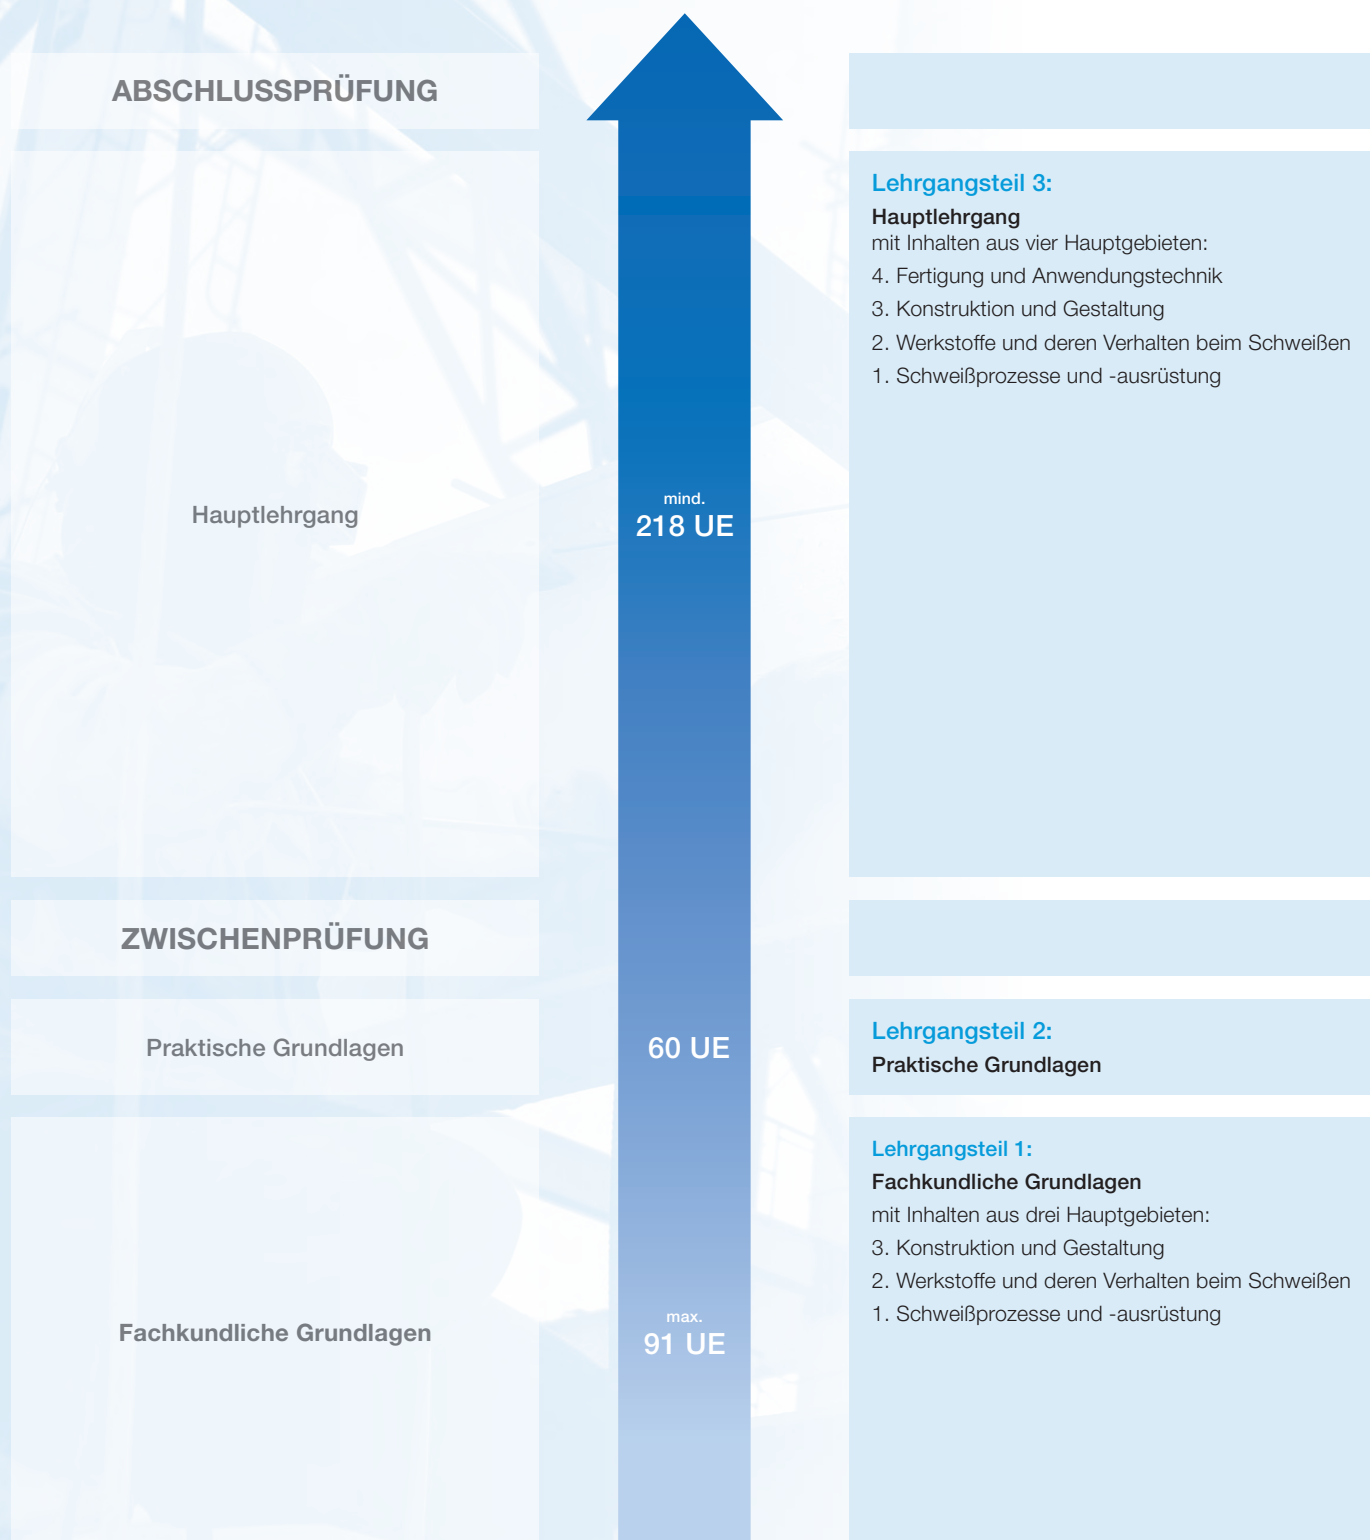 ABSCHLUSSPRÜFUNG
Lehrgangsteil 3:
Hauptlehrgang
mit Inhalten aus vier Hauptgebieten:
4. Fertigung und Anwendungstechnik
3. Konstruktion und Gestaltung
2. Werkstoffe und deren Verhalten beim Schweißen
1. Schweißprozesse und -ausrüstung
Hauptlehrgang
mind.
218 UE
ZWISCHENPRÜFUNG
Praktische Grundlagen
60 UE
Lehrgangsteil 2:
Praktische Grundlagen
Lehrgangsteil 1:
Fachkundliche Grundlagen
mit Inhalten aus drei Hauptgebieten:
3. Konstruktion und Gestaltung
2. Werkstoffe und deren Verhalten beim Schweißen
1. Schweißprozesse und -ausrüstung
Fachkundliche Grundlagen
max.
91 UE